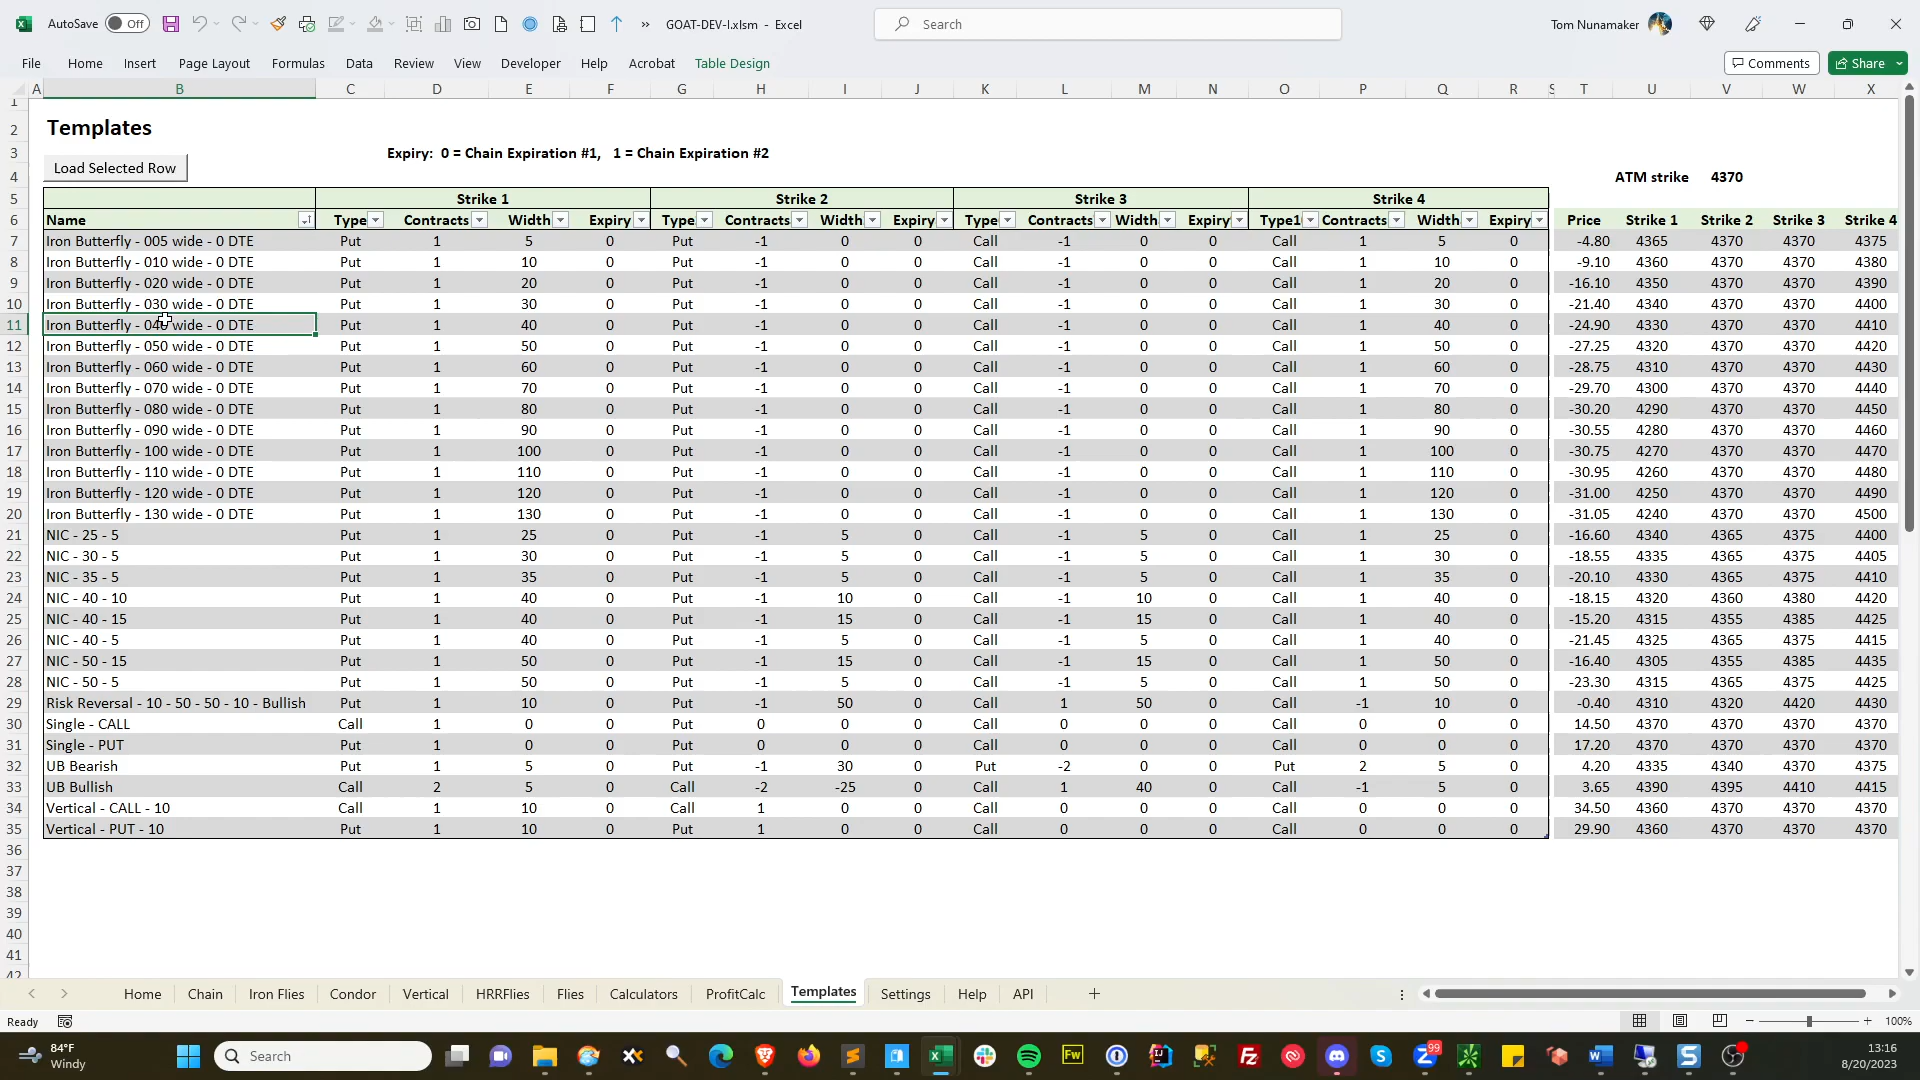 AutoSave Off GOAT-DEV-I.xlsm - Excel Search Tom Nunamaker
File Home Insert Page Layout Formulas Data Review View Developer Help Acrobat Table Design Comments Share
A B C D E F G H I J K L M N O P Q R S T U V W X
2 Templates
3 Expiry: 0 = Chain Expiration #1, 1 = Chain Expiration #2
Load Selected Row
4 ATM strike 4370
5 Strike 1 Strike 2 Strike 3 Strike 4
6 Name Type Contracts Width Expiry Type Contracts Width Expiry Type Contracts Width Expiry Type1 Contracts Width Expiry Price Strike 1 Strike 2 Strike 3 Strike 4
7 Iron Butterfly - 005 wide - 0 DTE Put 1 5 0 Put -1 0 0 Call -1 0 0 Call 1 5 0 -4.80 4365 4370 4370 4375
8 Iron Butterfly - 010 wide - 0 DTE Put 1 10 0 Put -1 0 0 Call -1 0 0 Call 1 10 0 -9.10 4360 4370 4370 4380
9 Iron Butterfly - 020 wide - 0 DTE Put 1 20 0 Put -1 0 0 Call -1 0 0 Call 1 20 0 -16.10 4350 4370 4370 4390
10 Iron Butterfly - 030 wide - 0 DTE Put 1 30 0 Put -1 0 0 Call -1 0 0 Call 1 30 0 -21.40 4340 4370 4370 4400
11 Iron Butterfly - 040 wide - 0 DTE Put 1 40 0 Put -1 0 0 Call -1 0 0 Call 1 40 0 -24.90 4330 4370 4370 4410
12 Iron Butterfly - 050 wide - 0 DTE Put 1 50 0 Put -1 0 0 Call -1 0 0 Call 1 50 0 -27.25 4320 4370 4370 4420
13 Iron Butterfly - 060 wide - 0 DTE Put 1 60 0 Put -1 0 0 Call -1 0 0 Call 1 60 0 -28.75 4310 4370 4370 4430
14 Iron Butterfly - 070 wide - 0 DTE Put 1 70 0 Put -1 0 0 Call -1 0 0 Call 1 70 0 -29.70 4300 4370 4370 4440
15 Iron Butterfly - 080 wide - 0 DTE Put 1 80 0 Put -1 0 0 Call -1 0 0 Call 1 80 0 -30.20 4290 4370 4370 4450
16 Iron Butterfly - 090 wide - 0 DTE Put 1 90 0 Put -1 0 0 Call -1 0 0 Call 1 90 0 -30.55 4280 4370 4370 4460
17 Iron Butterfly - 100 wide - 0 DTE Put 1 100 0 Put -1 0 0 Call -1 0 0 Call 1 100 0 -30.75 4270 4370 4370 4470
18 Iron Butterfly - 110 wide - 0 DTE Put 1 110 0 Put -1 0 0 Call -1 0 0 Call 1 110 0 -30.95 4260 4370 4370 4480
19 Iron Butterfly - 120 wide - 0 DTE Put 1 120 0 Put -1 0 0 Call -1 0 0 Call 1 120 0 -31.00 4250 4370 4370 4490
20 Iron Butterfly - 130 wide - 0 DTE Put 1 130 0 Put -1 0 0 Call -1 0 0 Call 1 130 0 -31.05 4240 4370 4370 4500
21 NIC - 25 - 5 Put 1 25 0 Put -1 5 0 Call -1 5 0 Call 1 25 0 -16.60 4340 4365 4375 4400
22 NIC - 30 - 5 Put 1 30 0 Put -1 5 0 Call -1 5 0 Call 1 30 0 -18.55 4335 4365 4375 4405
23 NIC - 35 - 5 Put 1 35 0 Put -1 5 0 Call -1 5 0 Call 1 35 0 -20.10 4330 4365 4375 4410
24 NIC - 40 - 10 Put 1 40 0 Put -1 10 0 Call -1 10 0 Call 1 40 0 -18.15 4320 4360 4380 4420
25 NIC - 40 - 15 Put 1 40 0 Put -1 15 0 Call -1 15 0 Call 1 40 0 -15.20 4315 4355 4385 4425
26 NIC - 40 - 5 Put 1 40 0 Put -1 5 0 Call -1 5 0 Call 1 40 0 -21.45 4325 4365 4375 4415
27 NIC - 50 - 15 Put 1 50 0 Put -1 15 0 Call -1 15 0 Call 1 50 0 -16.40 4305 4355 4385 4435
28 NIC - 50 - 5 Put 1 50 0 Put -1 5 0 Call -1 5 0 Call 1 50 0 -23.30 4315 4365 4375 4425
29 Risk Reversal - 10 - 50 - 50 - 10 - Bullish Put 1 10 0 Put -1 50 0 Call 1 50 0 Call -1 10 0 -0.40 4310 4320 4420 4430
30 Single - CALL Call 1 0 0 Put 0 0 0 Call 0 0 0 Call 0 0 0 14.50 4370 4370 4370 4370
31 Single - PUT Put 1 0 0 Put 0 0 0 Call 0 0 0 Call 0 0 0 17.20 4370 4370 4370 4370
32 UB Bearish Put 1 5 0 Put -1 30 0 Put -2 0 0 Put 2 5 0 4.20 4335 4340 4370 4375
33 UB Bullish Call 2 5 0 Call -2 -25 0 Call 1 40 0 Call -1 5 0 3.65 4390 4395 4410 4415
34 Vertical - CALL - 10 Call 1 10 0 Call 1 0 0 Call 0 0 0 Call 0 0 0 34.50 4360 4370 4370 4370
35 Vertical - PUT - 10 Put 1 10 0 Put 1 0 0 Call 0 0 0 Call 0 0 0 29.90 4360 4370 4370 4370
36
37
38
39
40
41
42
Home Chain Iron Flies Condor Vertical HRRFlies Flies Calculators ProfitCalc Templates Settings Help API
Ready 100%
84°F
Windy
Search
Fw
99
13:16
8/20/2023